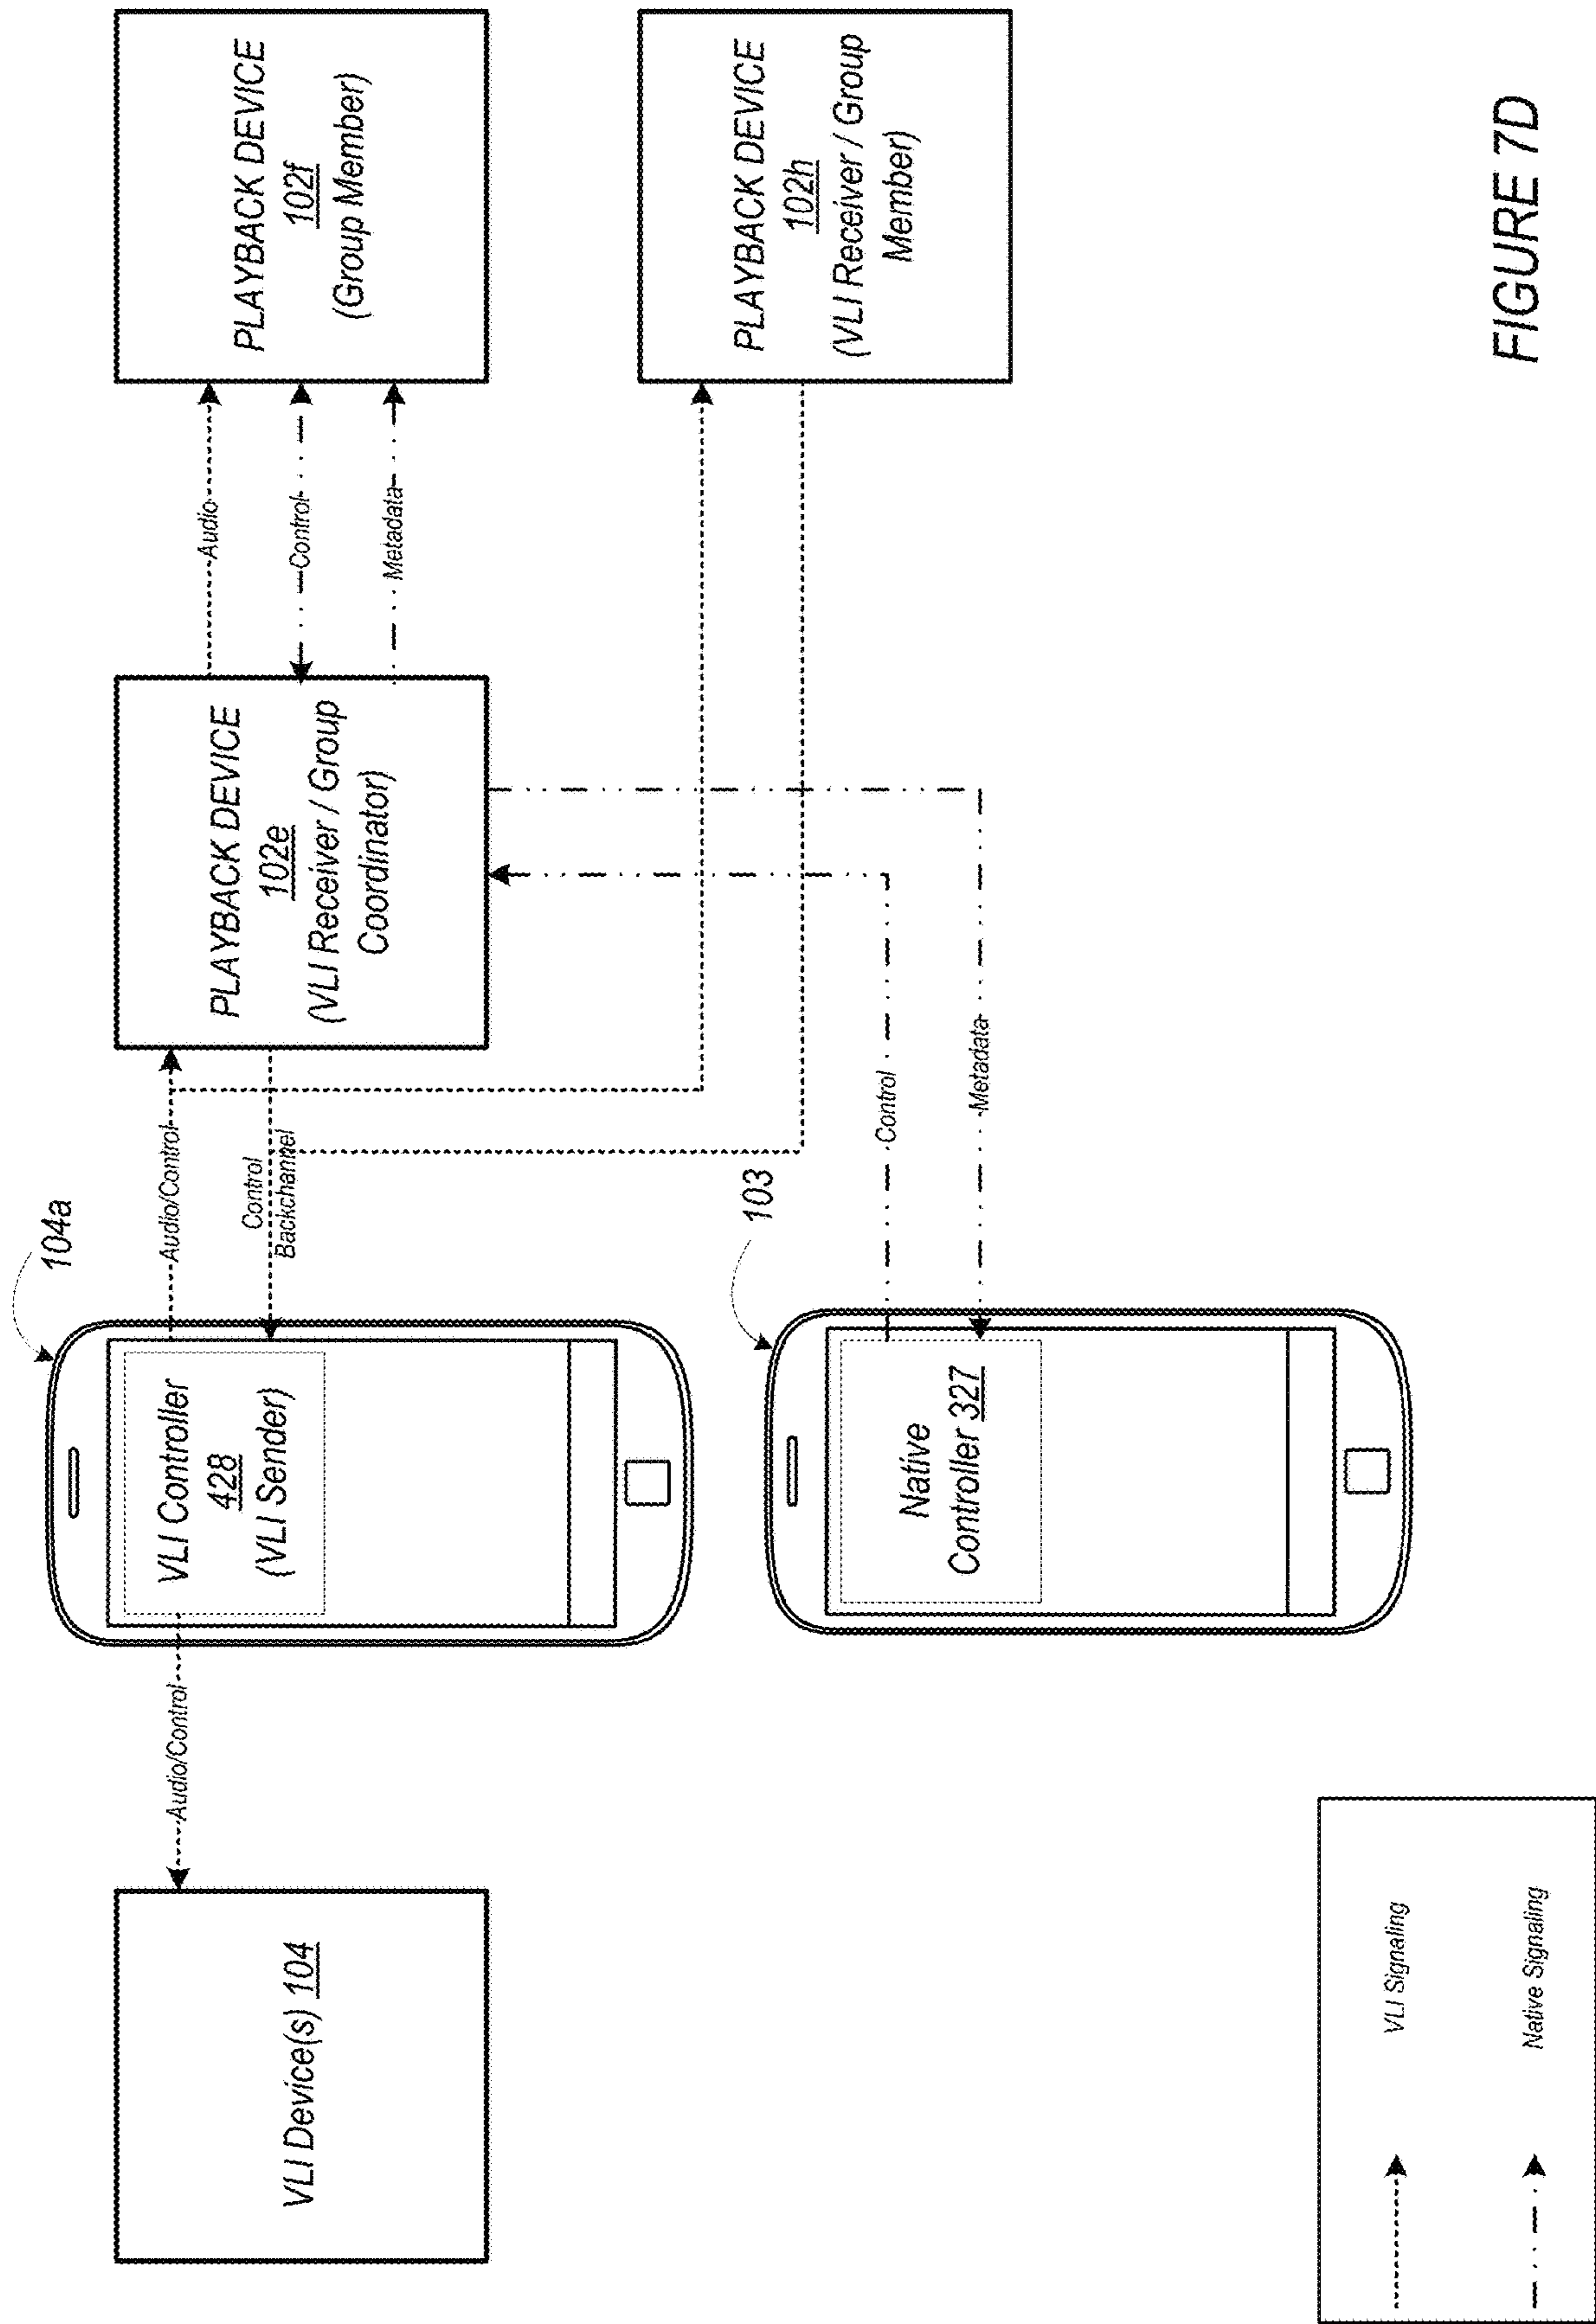 VLI Device(s) 104
Audio/Control
104a
VLI Controller
428
(VLI Sender)
Audio/Control
Control
Backchannel
PLAYBACK DEVICE
102e
(VLI Receiver / Group
Coordinator)
Audio
Control
Metadata
PLAYBACK DEVICE
102f
(Group Member)
103
Native
Controller 327
Control
Metadata
PLAYBACK DEVICE
102h
(VLI Receiver / Group
Member)
VLI Signaling
Native Signaling
FIGURE 7D